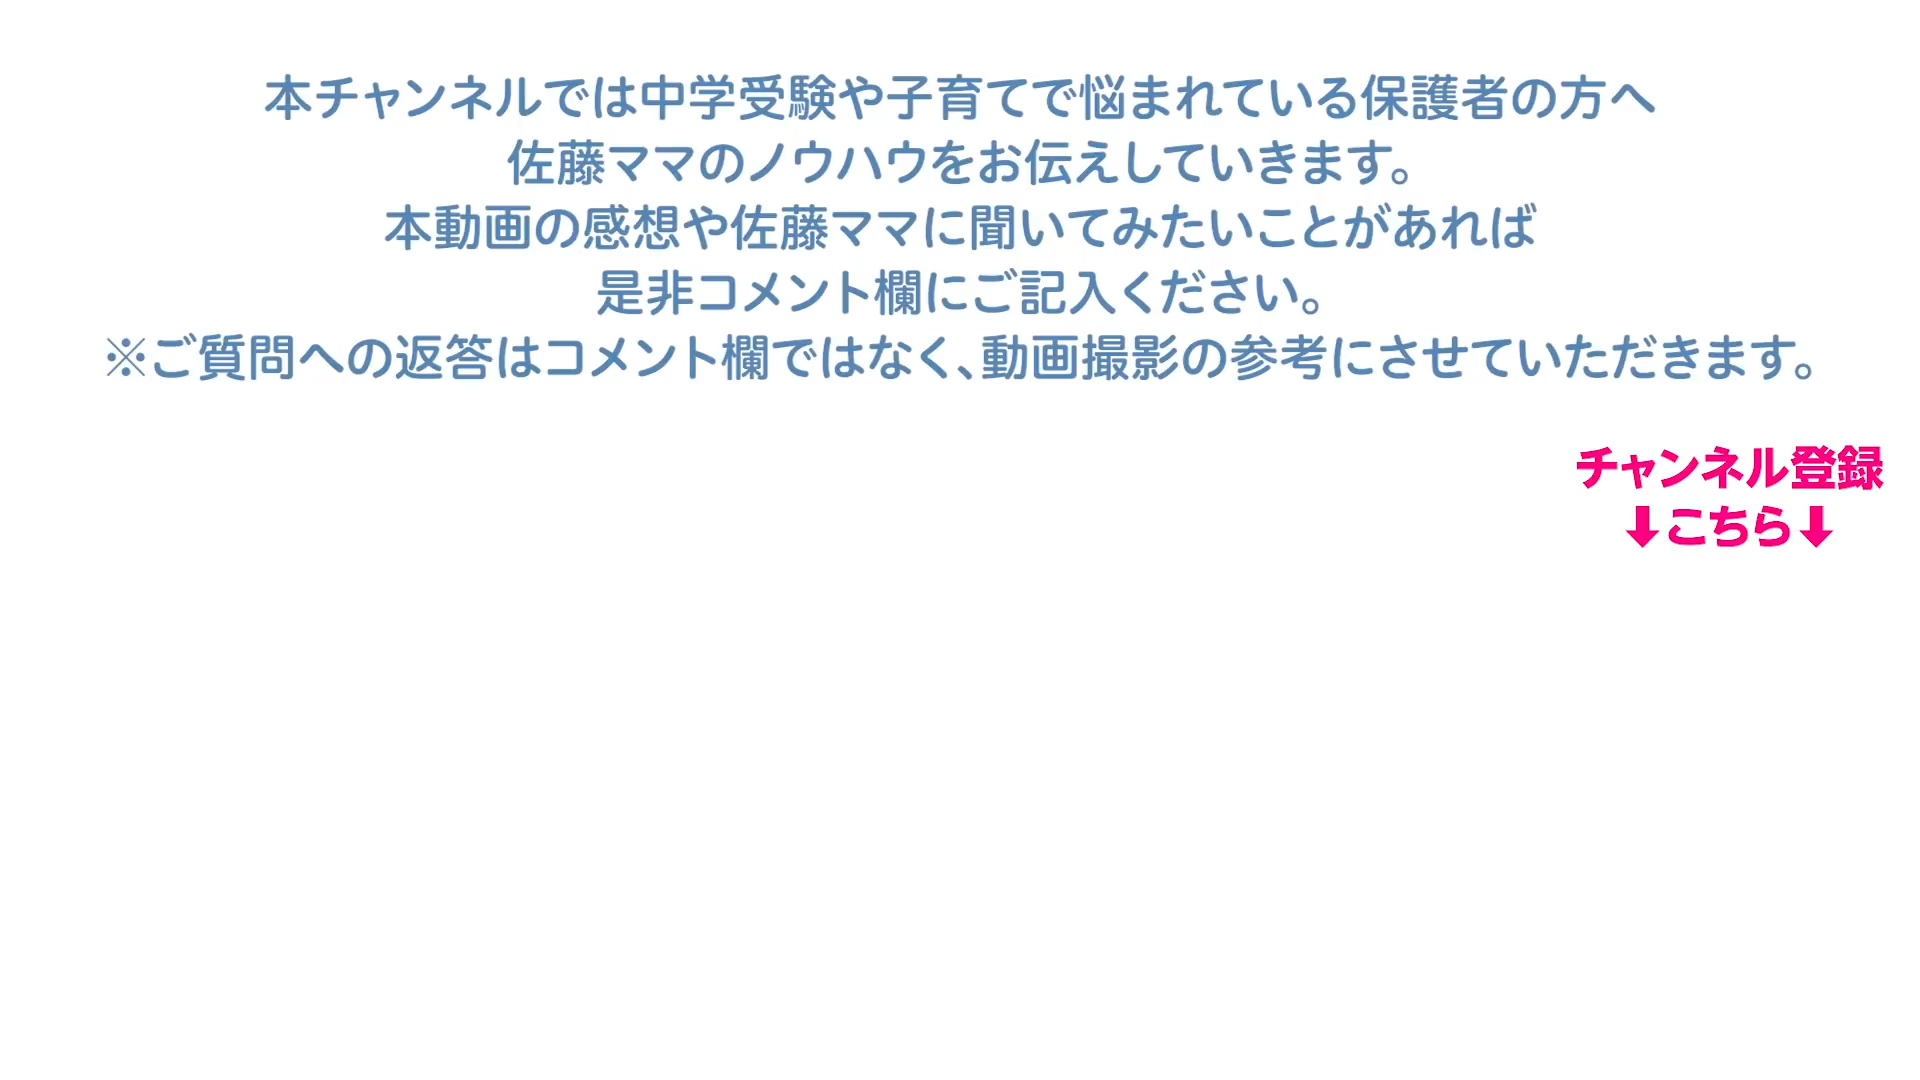 本チャンネルでは中学受験や子育てで悩まれている保護者の方へ
佐藤ママのノウハウをお伝えしていきます。
本動画の感想や佐藤ママに聞いてみたいことがあれば
是非コメント欄にご記入ください。
※ご質問への返答はコメント欄ではなく、動画撮影の参考にさせていただきます。
チャンネル登録
⬇こちら⬇